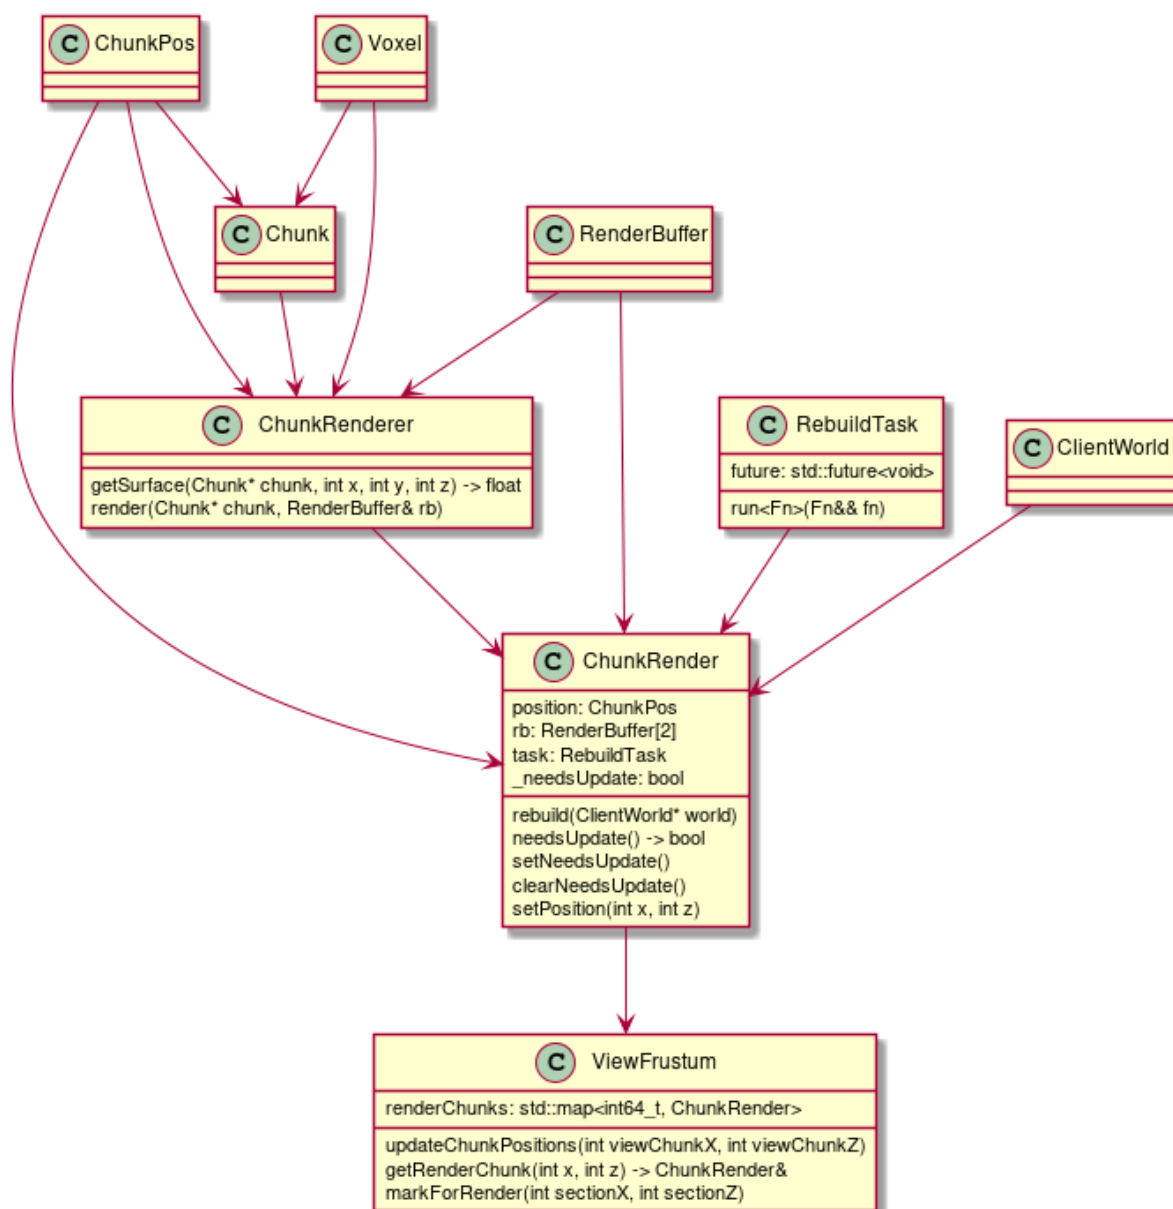 C ChunkPos
C Voxel
C Chunk
C RenderBuffer
C ChunkRenderer
getSurface(Chunk* chunk, int x, int y, int z) -> float
render(Chunk* chunk, RenderBuffer& rb)
C RebuildTask
future: std::future<void>
run<Fn>(Fn&& fn)
C ClientWorld
C ChunkRender
position: ChunkPos
rb: RenderBuffer[2]
task: RebuildTask
_needsUpdate: bool
rebuild(ClientWorld* world)
needsUpdate() -> bool
setNeedsUpdate()
clearNeedsUpdate()
setPosition(int x, int z)
C ViewFrustum
renderChunks: std::map<int64_t, ChunkRender>
updateChunkPositions(int viewChunkX, int viewChunkZ)
getRenderChunk(int x, int z) -> ChunkRender&
markForRender(int sectionX, int sectionZ)